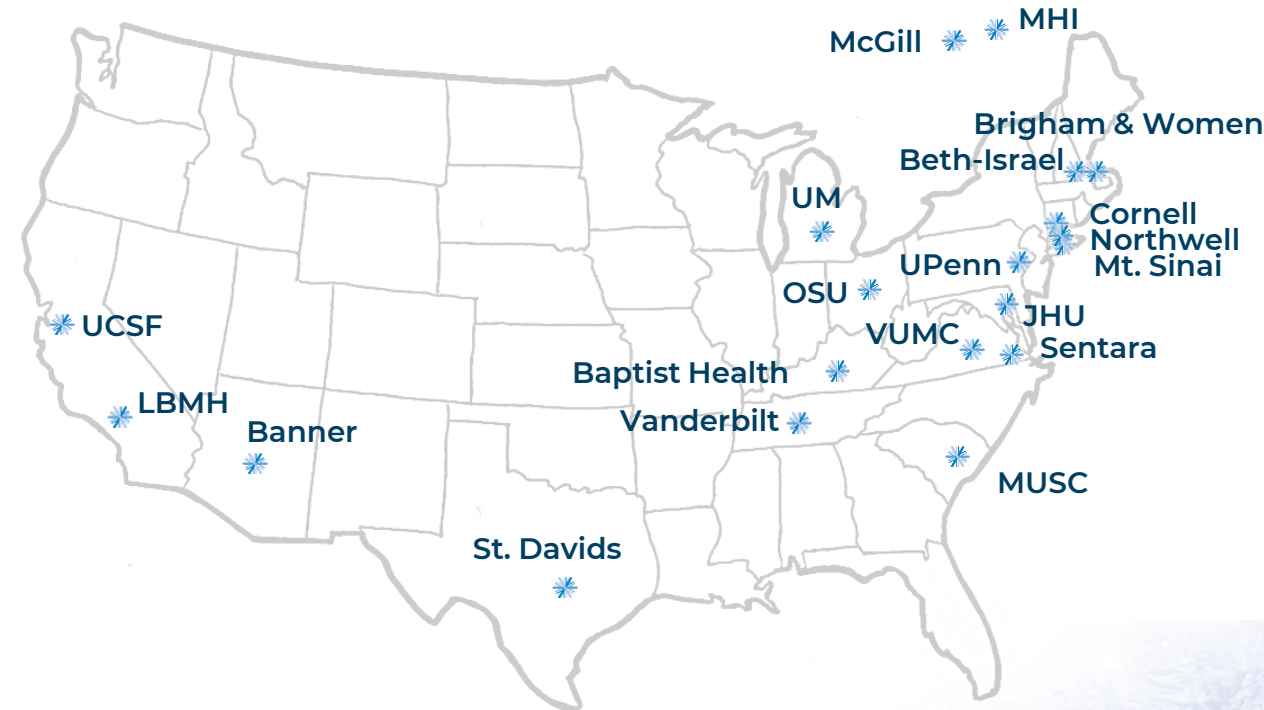 MHI
McGill
Brigham & Women
Beth-Israel
UM
Cornell
Northwell
UPenn
Mt. Sinai
OSU
JHU
UCSF
VUMC
Sentara
Baptist Health
LBMH
Vanderbilt
Banner
MUSC
St. Davids